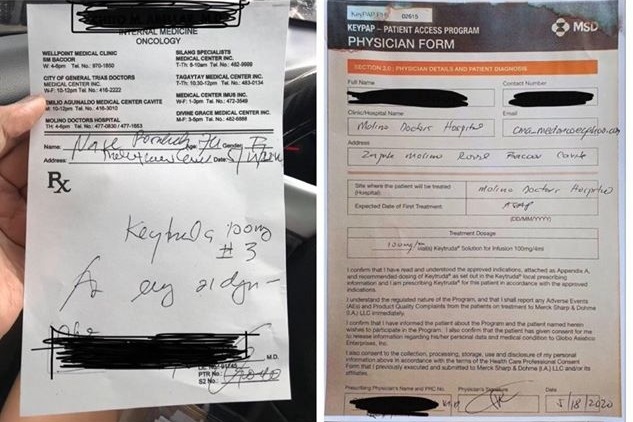 INTERNAL MEDICINE
ONCOLOGY
WELLPOINT MEDICAL CLINIC
SM BACOOR
W: 4-6pm Tel. No.: 970-1850
CITY OF GENERAL TRIAS DOCTORS
MEDICAL CENTER INC.
W-F: 10-12pm Tel. No.: 416-2222
EMILIO AGUINALDO MEDICAL CENTER CAVITE
10-12pm Tel. No.: 416-3010
MOLINO DOCTORS HOSPITAL
TH: 4-6pm Tel. No.: 477-0830 / 477-1653
SILANG SPECIALISTS
MEDICAL CENTER INC.
T-Th: 8-10am Tel. No.:
TAGAYTAY MEDICAL CENTER INC.
T-Th: 10:30-12pm Tel. No.: 483-0134
MEDICAL CENTER IMUS INC.
W-F: 1-3pm Tel. No.: 472-3649
DIVINE GRACE MEDICAL CENTER INC.
M-F: 3-6pm Tel. No.: 482-6888
Name: Age: Gender:
Address: Date:
Rx
Keytruda 100mg
# 3
M.D.
PTR No.:
S2 No.:
KeyPAP PHI 02615
MSD
KEYPAP – PATIENT ACCESS PROGRAM
PHYSICIAN FORM
SECTION 2.0 : PHYSICIAN DETAILS AND PATIENT DIAGNOSIS
Full Name Contact Number
Clinic/Hospital Name Email
Molino Doctors Hospital
Address
Molino Bacoor Cavite
Site where the patient will be treated
(Hospital) Molino Doctors Hospital
Expected Date of First Treatment: ASAP
(DD/MM/YYYY)
Treatment Dosage
100mg Keytruda® Solution for Infusion 100mg/4ml
I confirm that I have read and understand the approved indications, attached as Appendix A,
and recommended dosing of Keytruda® as set out in the Keytruda® local prescribing
information and I am prescribing Keytruda® for this patient in accordance with the approved
indications.
I understand the regulated nature of the Program, and that I shall report any Adverse Events
(AEs) and Product Quality Complaints from the patients on treatment to Merck Sharp & Dohme
(I.A.) LLC immediately.
I confirm that I have informed the patient about the Program and the patient named herein
wishes to participate in the Program. I also confirm that the patient has given consent for me
to release information regarding his/her personal data and medical condition to Globo Asiatico
Enterprises, Inc.
I also consent to the collection, processing, storage, use and disclosure of my personal
information above in accordance with the terms of the Health Care Professional Consent
Form that I previously executed and submitted to Merck Sharp & Dohme (I.A.) LLC and/or its
affiliates.
Prescribing Physician's Name and PRC No. Physician's Signature Date
5/18/2020